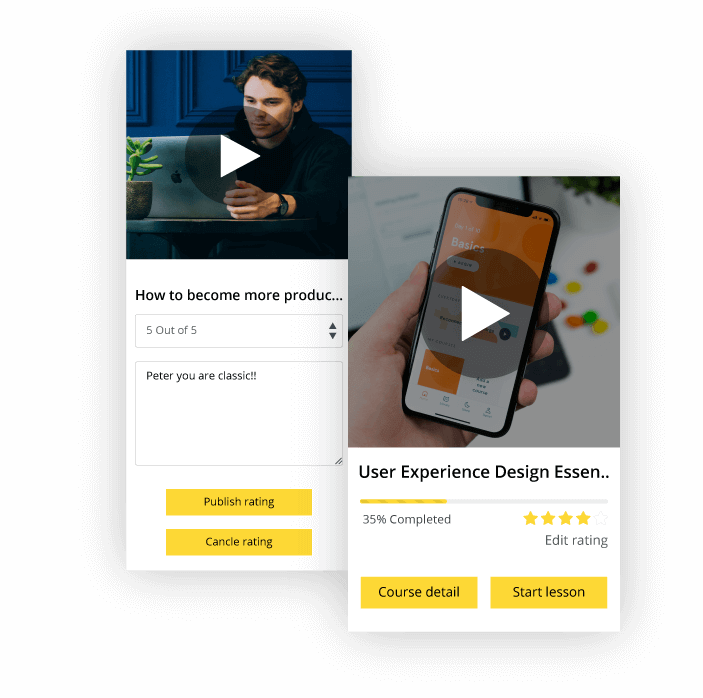 How to become more produc...
5 Out of 5
Peter you are classic!!
Publish rating
Cancle rating
Basics
Basics
User Experience Design Essen..
35% Completed
Edit rating
Course detail
Start lesson